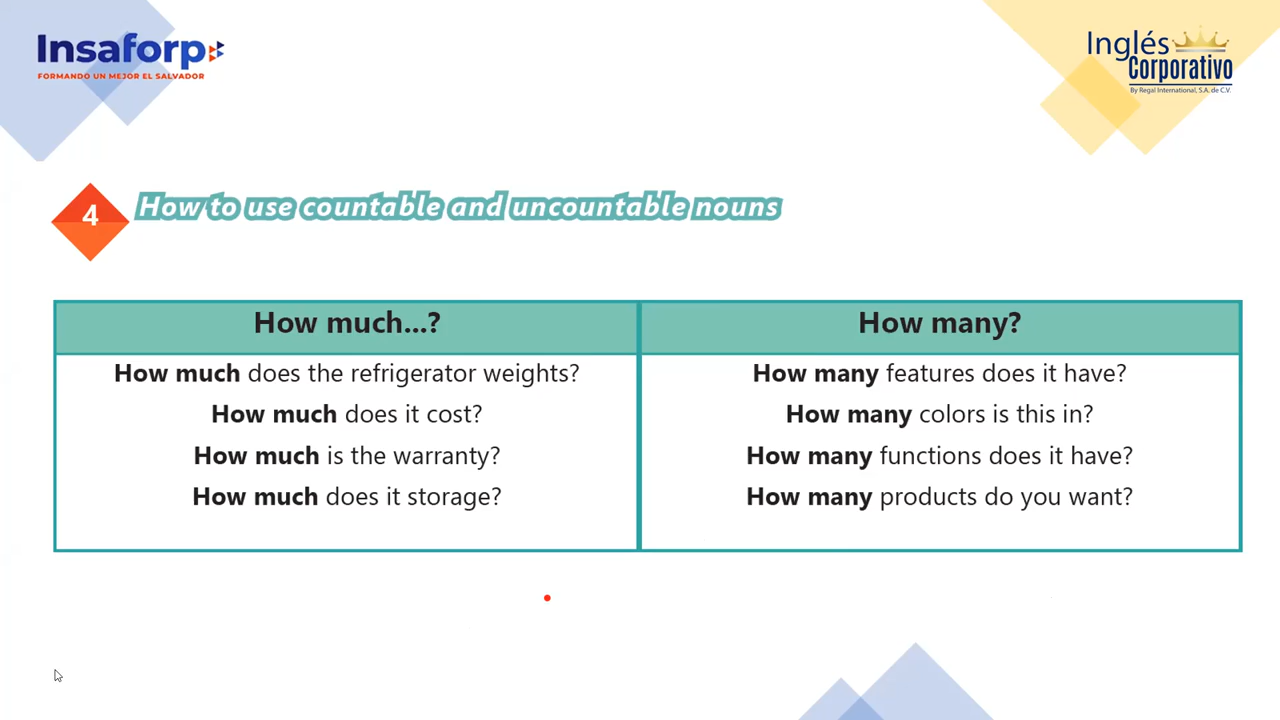 Insaforp
FORMANDO UN MEJOR EL SALVADOR
Inglés
Corporativo
By Regal International, S.A. de C.V.
4
How to use countable and uncountable nouns
How much...?
How much does the refrigerator weights?
How much does it cost?
How much is the warranty?
How much does it storage?
How many?
How many features does it have?
How many colors is this in?
How many functions does it have?
How many products do you want?